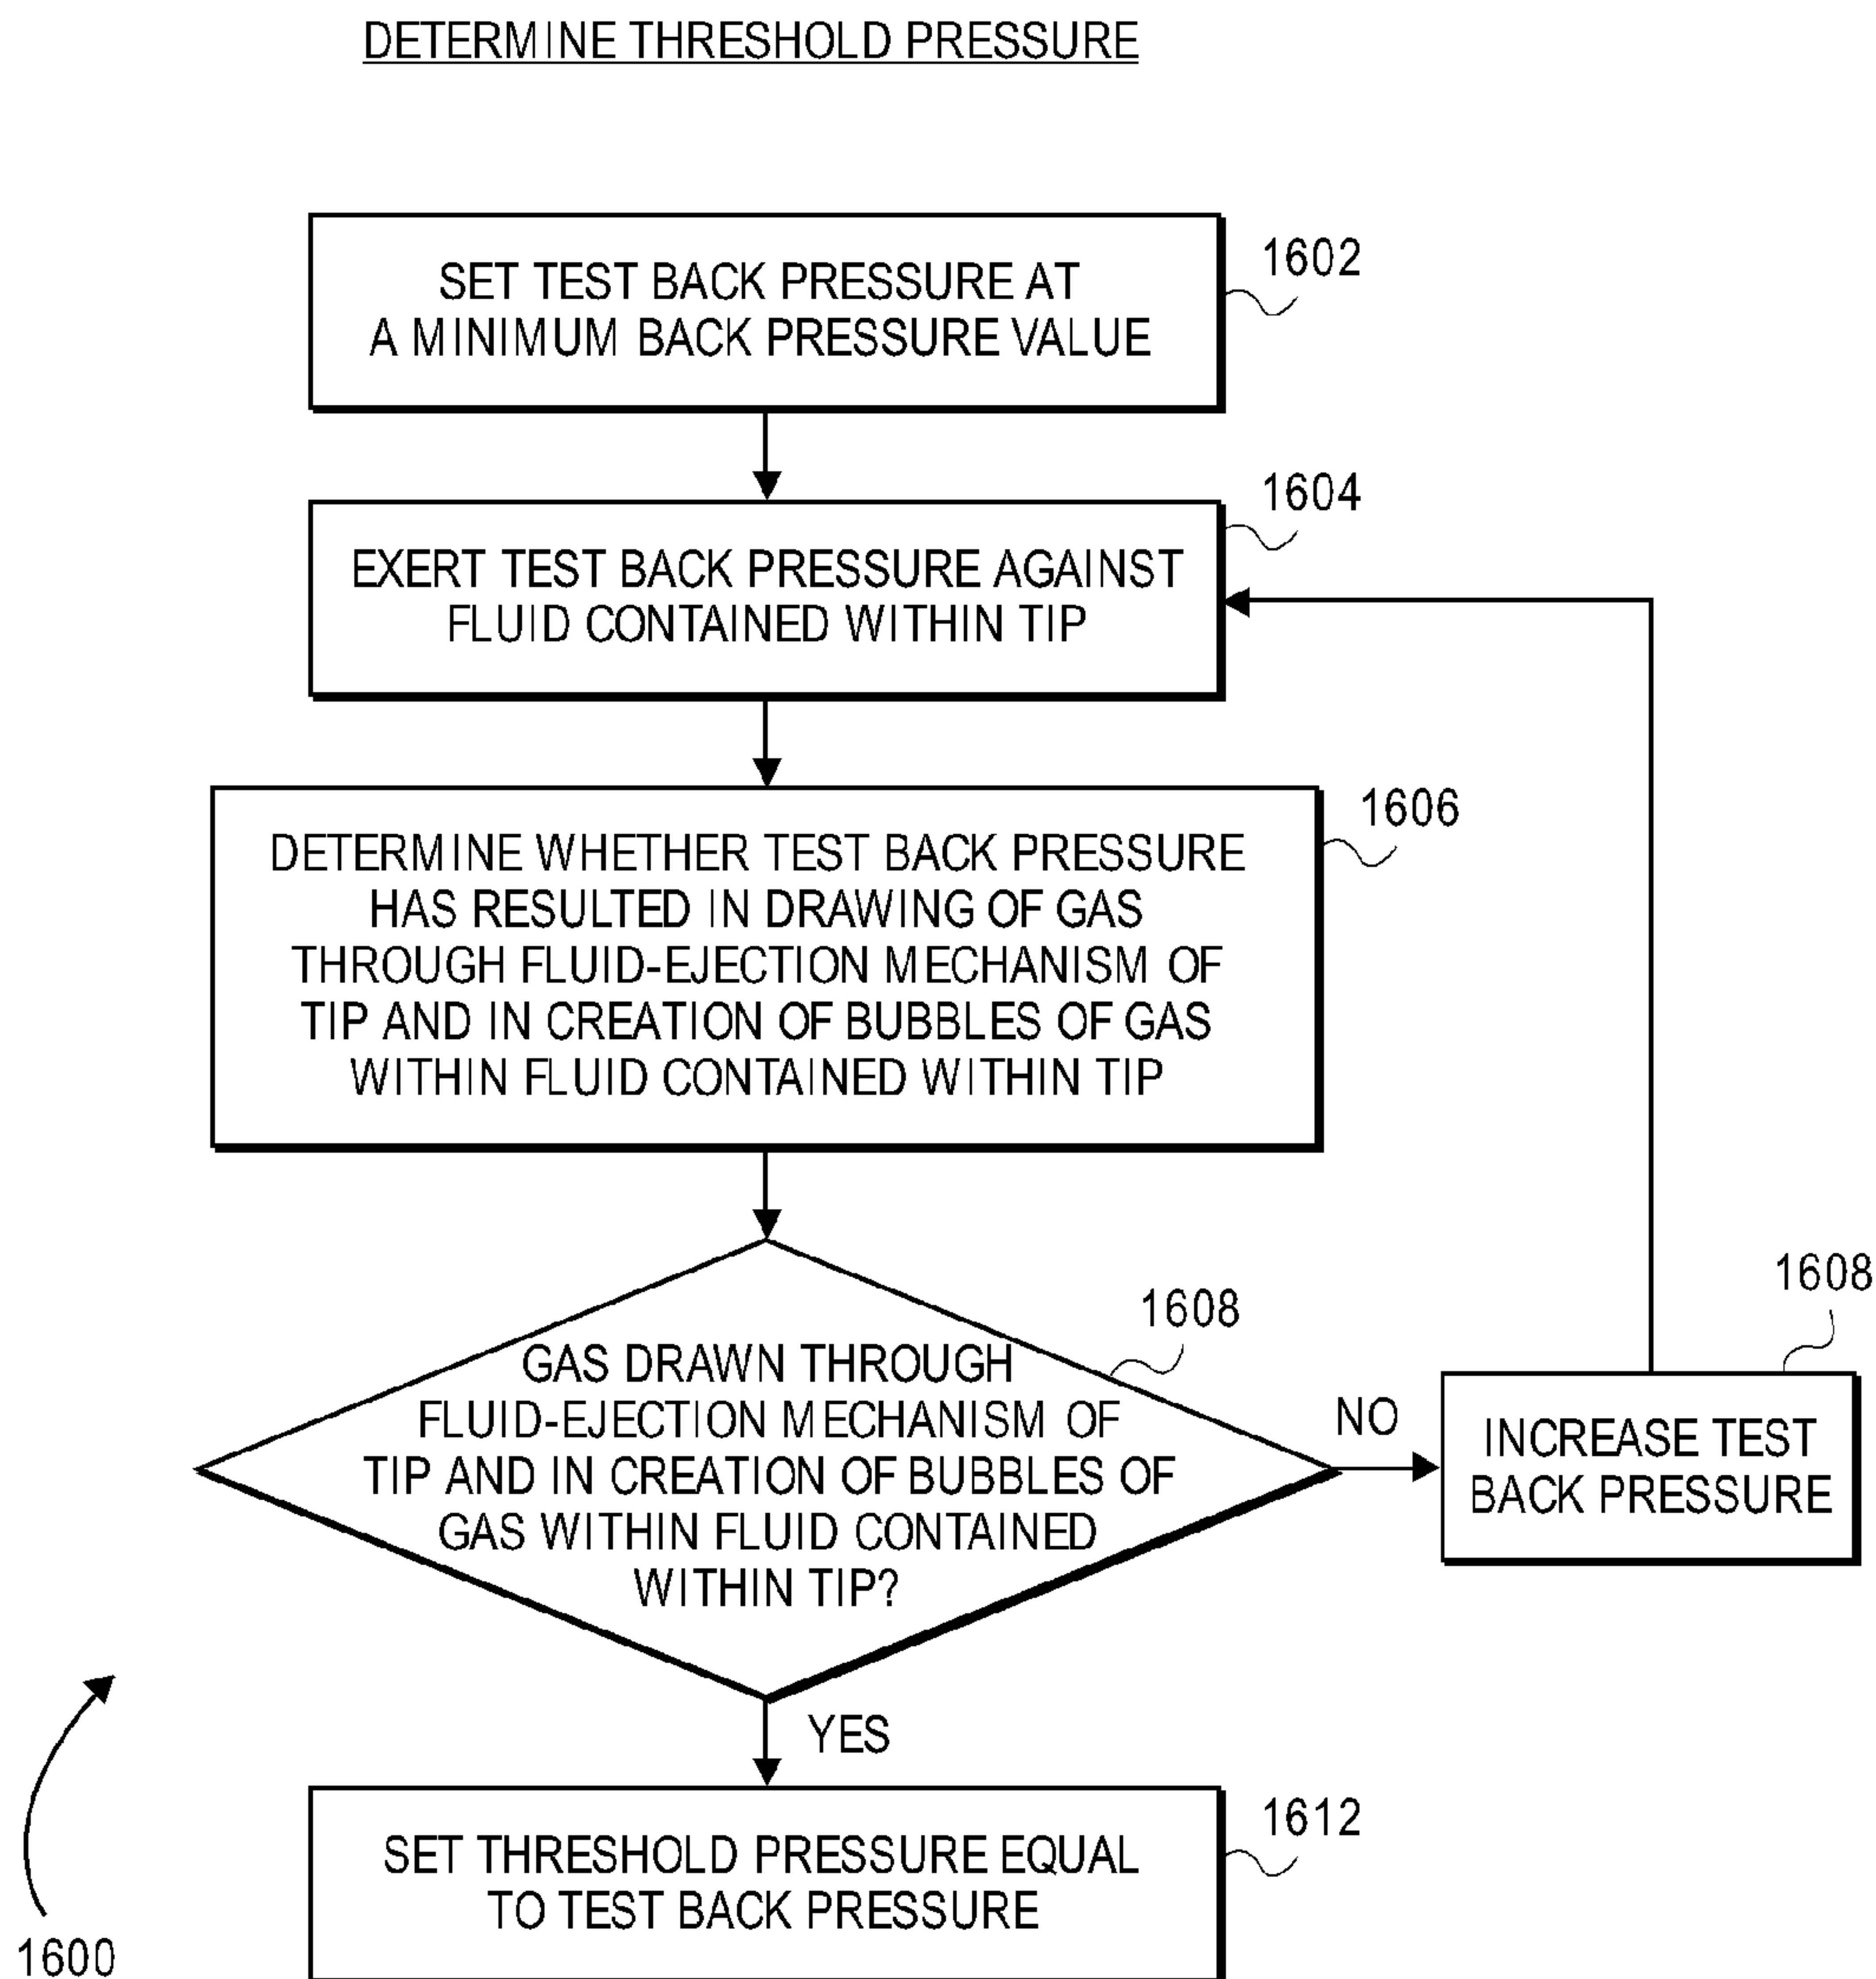 DETERMINE THRESHOLD PRESSURE
1602
SET TEST BACK PRESSURE AT
A MINIMUM BACK PRESSURE VALUE
1604
EXERT TEST BACK PRESSURE AGAINST
FLUID CONTAINED WITHIN TIP
1606
DETERMINE WHETHER TEST BACK PRESSURE
HAS RESULTED IN DRAWING OF GAS
THROUGH FLUID-EJECTION MECHANISM OF
TIP AND IN CREATION OF BUBBLES OF GAS
WITHIN FLUID CONTAINED WITHIN TIP
1608
GAS DRAWN THROUGH
FLUID-EJECTION MECHANISM OF
TIP AND IN CREATION OF BUBBLES OF
GAS WITHIN FLUID CONTAINED
WITHIN TIP?
NO
1608
INCREASE TEST
BACK PRESSURE
YES
1612
SET THRESHOLD PRESSURE EQUAL
TO TEST BACK PRESSURE
1600